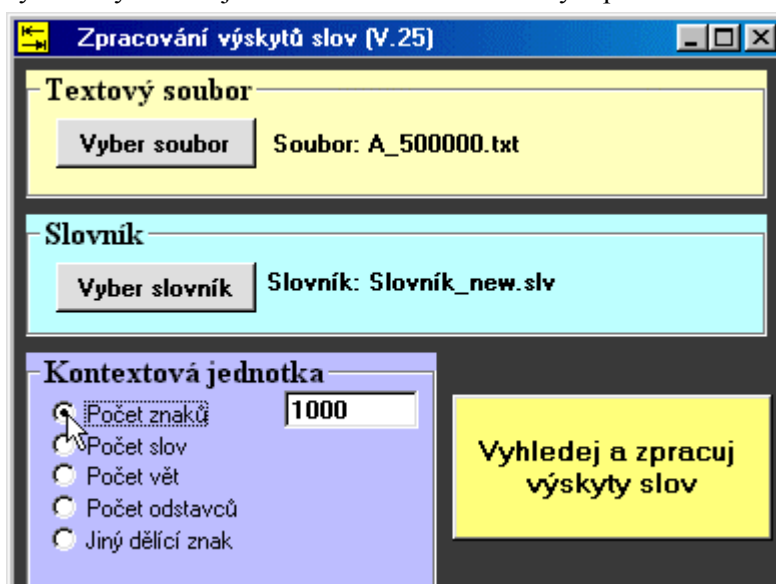 Zpracování výskytů slov (V.25)
Textový soubor
Vyber soubor Soubor: A_500000.txt
Slovník
Vyber slovník Slovník: Slovník_new.slv
Kontextová jednotka
Počet znaků 1000
Počet slov
Počet vět
Počet odstavců
Jiný dělící znak
Vyhledej a zpracuj
výskyty slov